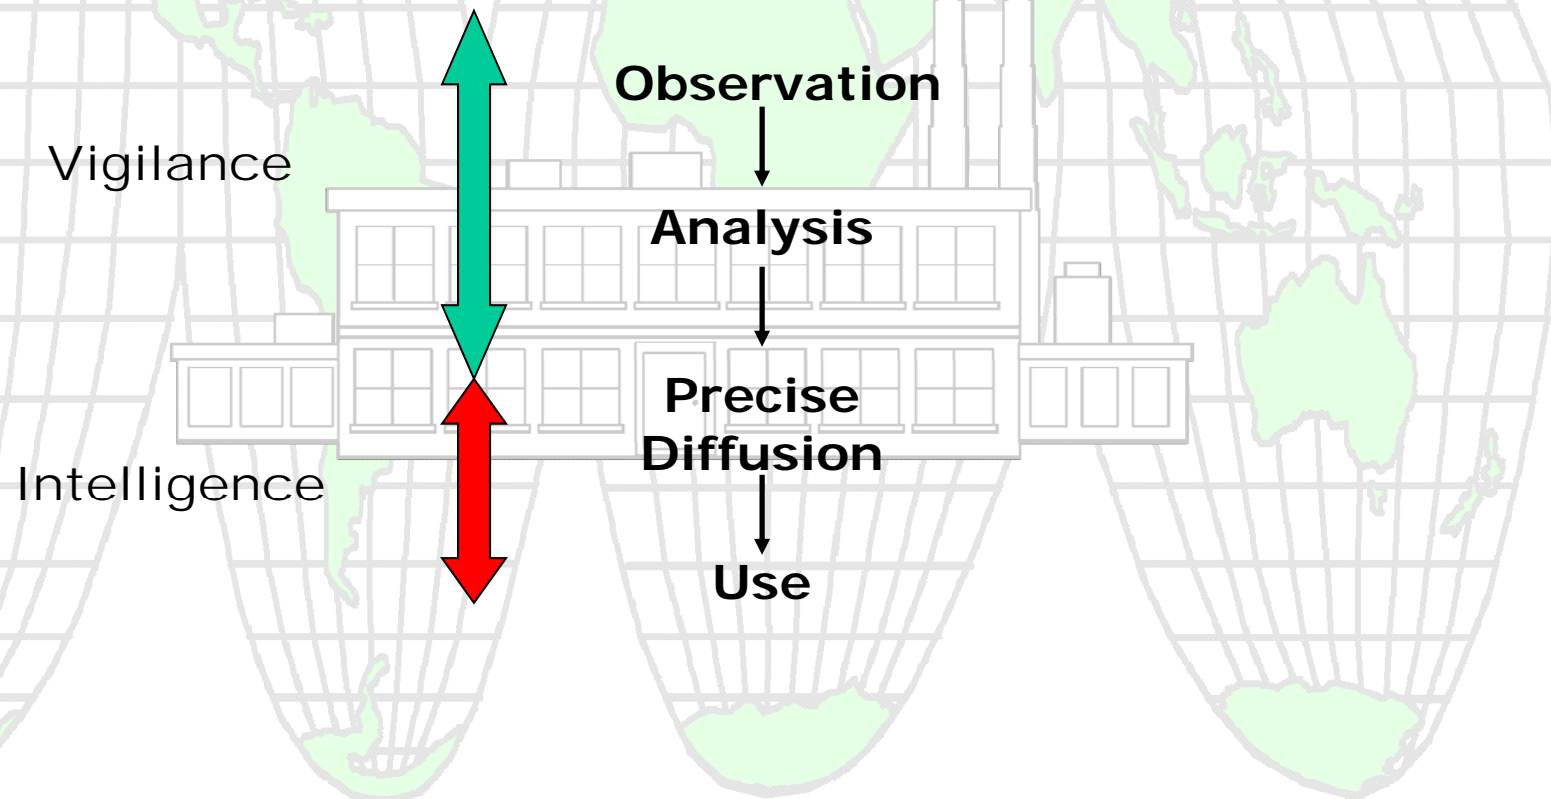 Observation
Vigilance
Analysis
Precise
Diffusion
Intelligence
Use